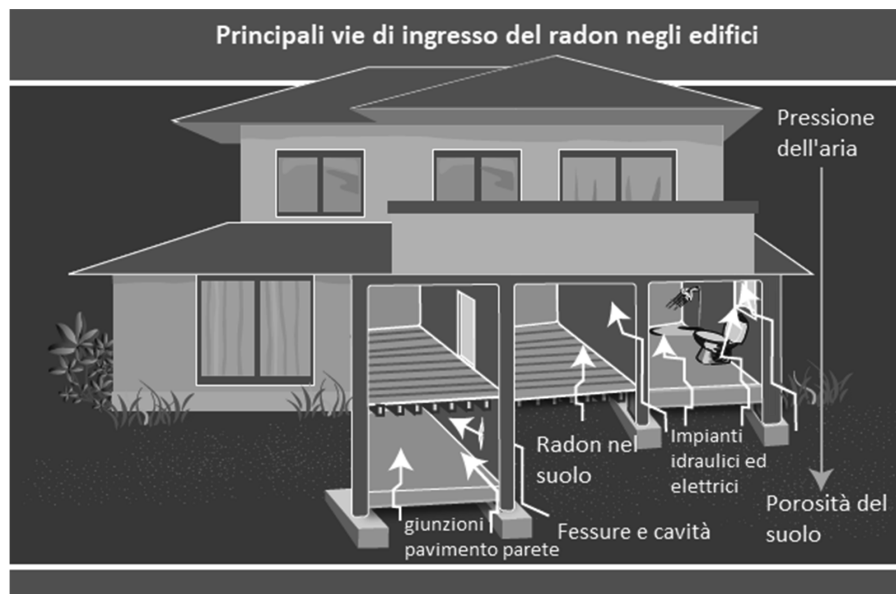 Principali vie di ingresso del radon negli edifici
Pressione
dell'aria
Radon nel
suolo
Impianti
idraulici ed
elettrici
giunzioni
pavimento parete
Fessure e cavità
Porosità del
suolo